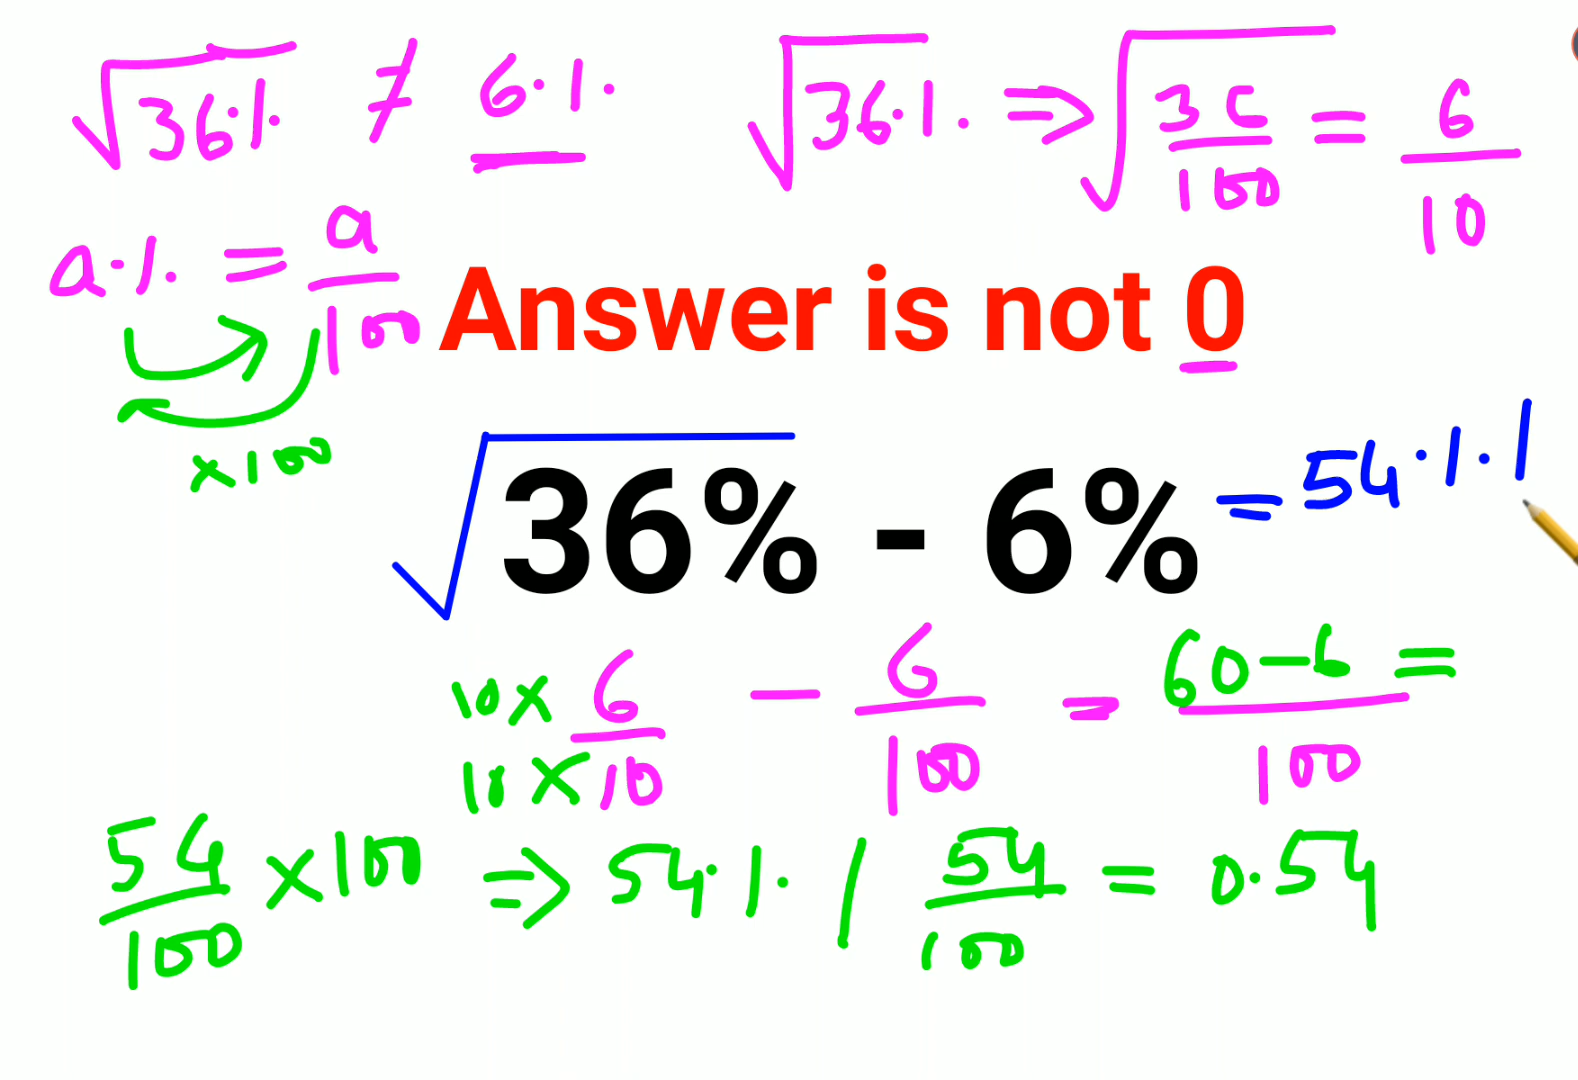 √36% ≠ 6% √36% ⇒ √36/100 = 6/10
a% = a/100
×100
Answer is not 0
√36% - 6% = 54% /
10× 6/10 ×10 − 6/100 = 60−6/100 =
54/100 ×100 ⇒ 54% / 54/100 = 0.54